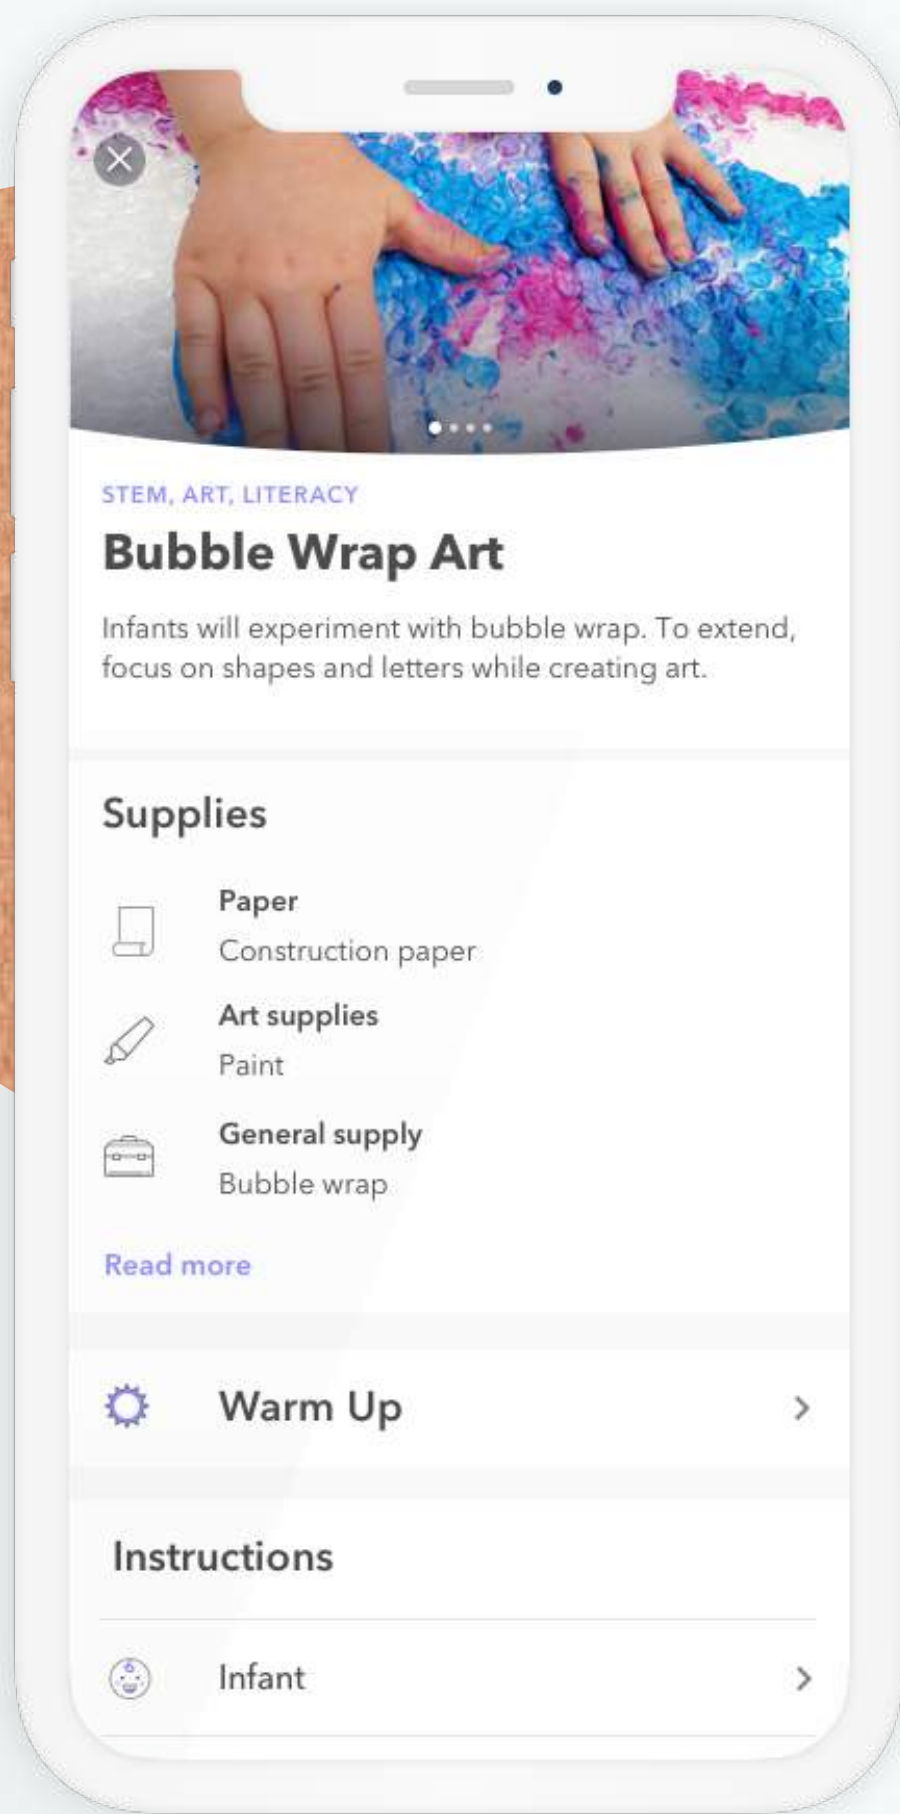 STEM, ART, LITERACY
Bubble Wrap Art
Infants will experiment with bubble wrap. To extend,
focus on shapes and letters while creating art.
Supplies
Paper
Construction paper
Art supplies
Paint
General supply
Bubble wrap
Read more
Warm Up
Instructions
Infant